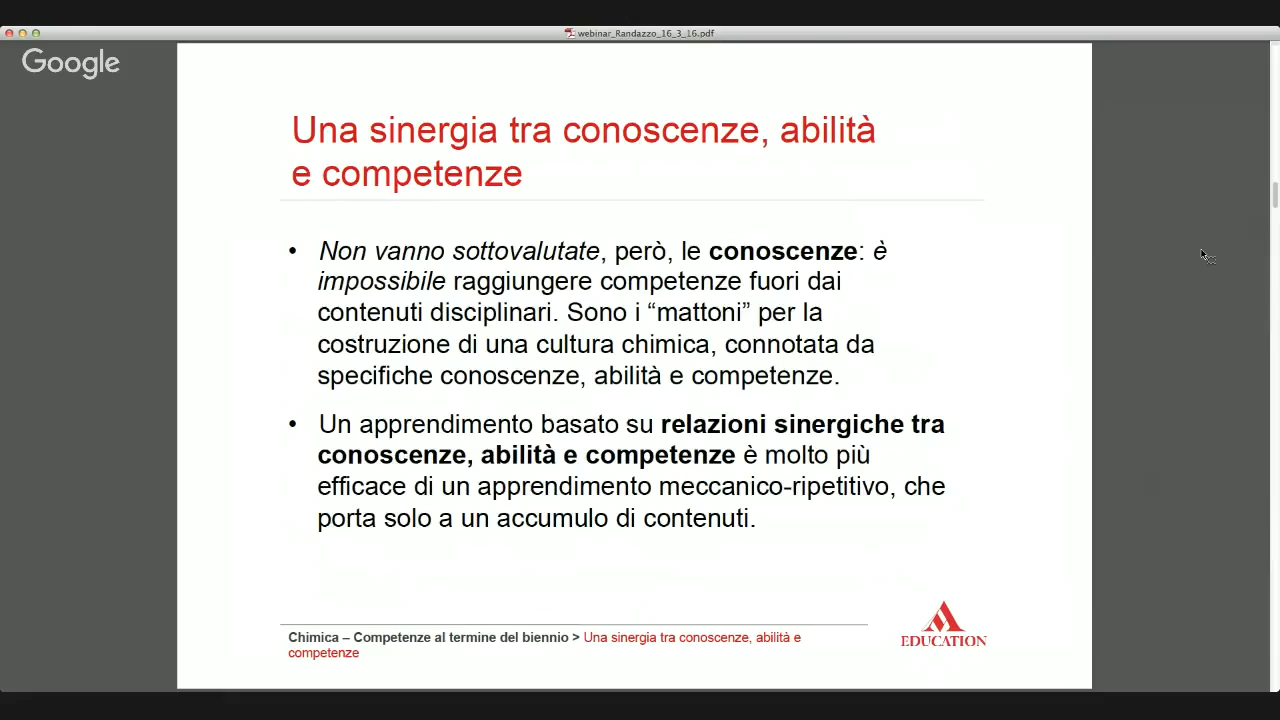 webinar_Randazzo_16_3_16.pdf
Google
Una sinergia tra conoscenze, abilità
e competenze
• Non vanno sottovalutate, però, le conoscenze: è
impossibile raggiungere competenze fuori dai
contenuti disciplinari. Sono i “mattoni” per la
costruzione di una cultura chimica, connotata da
specifiche conoscenze, abilità e competenze.
• Un apprendimento basato su relazioni sinergiche tra
conoscenze, abilità e competenze è molto più
efficace di un apprendimento meccanico-ripetitivo, che
porta solo a un accumulo di contenuti.
Chimica – Competenze al termine del biennio > Una sinergia tra conoscenze, abilità e
competenze
EDUCATION